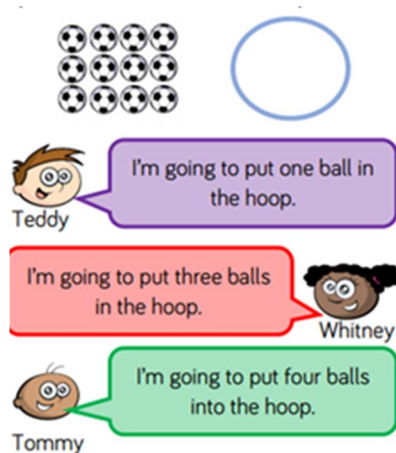 I'm going to put one ball in
the hoop.
Teddy
I'm going to put three balls
in the hoop.
Whitney
I'm going to put four balls
into the hoop.
Tommy